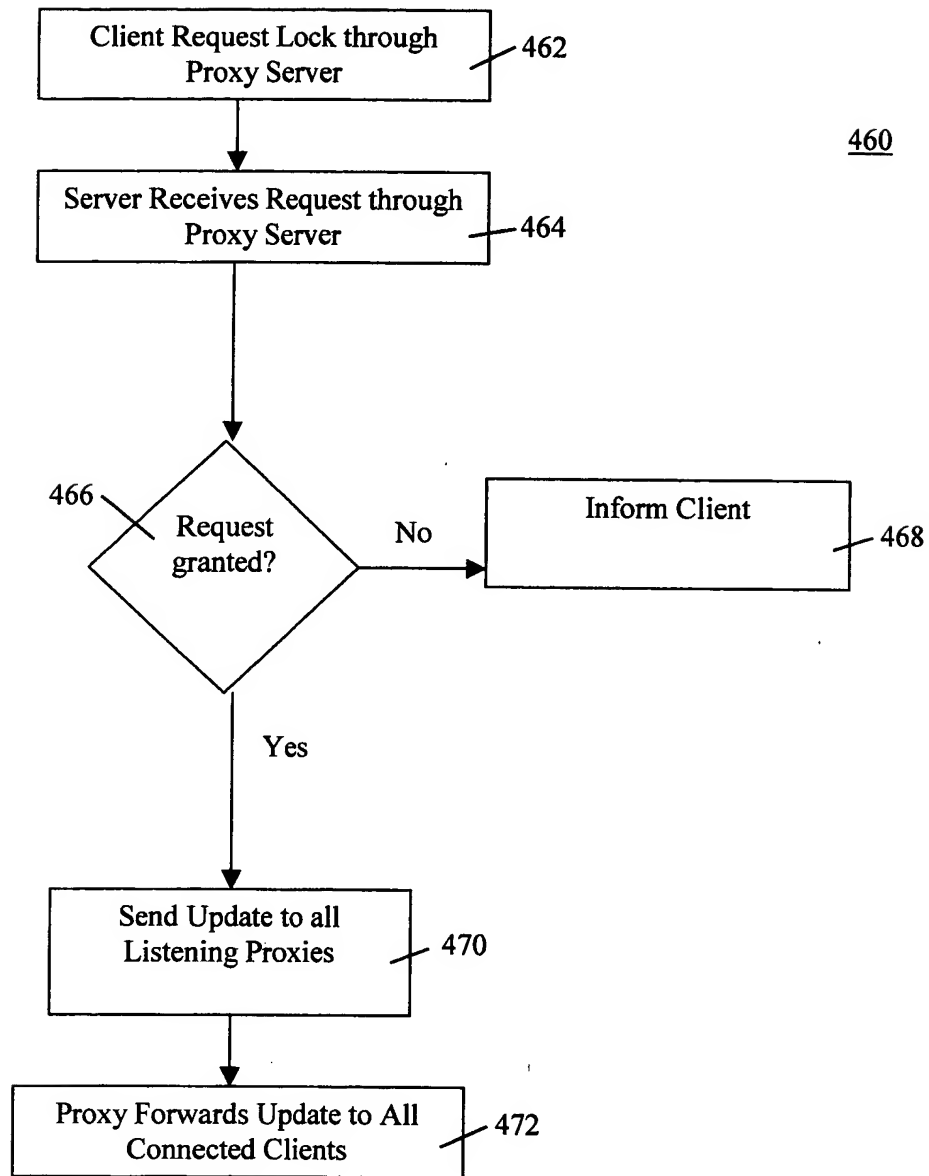 Client Request Lock through
Proxy Server
462
460
Server Receives Request through
Proxy Server
464
466
Request
granted?
No
Inform Client
468
Yes
Send Update to all
Listening Proxies
470
Proxy Forwards Update to All
Connected Clients
472